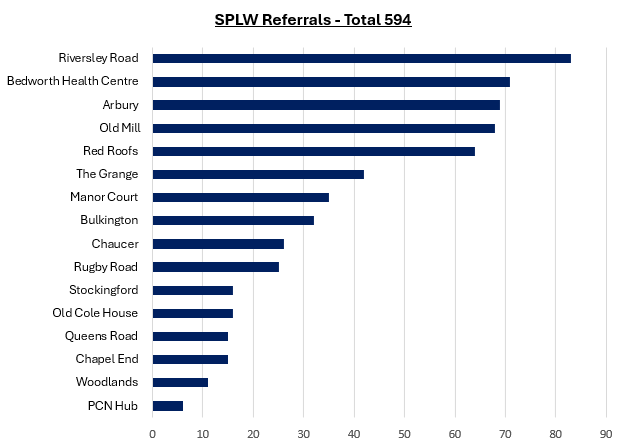 SPLW Referrals - Total 594
Riversley Road
Bedworth Health Centre
Arbury
Old Mill
Red Roofs
The Grange
Manor Court
Bulkington
Chaucer
Rugby Road
Stockingford
Old Cole House
Queens Road
Chapel End
Woodlands
PCN Hub
0 10 20 30 40 50 60 70 80 90